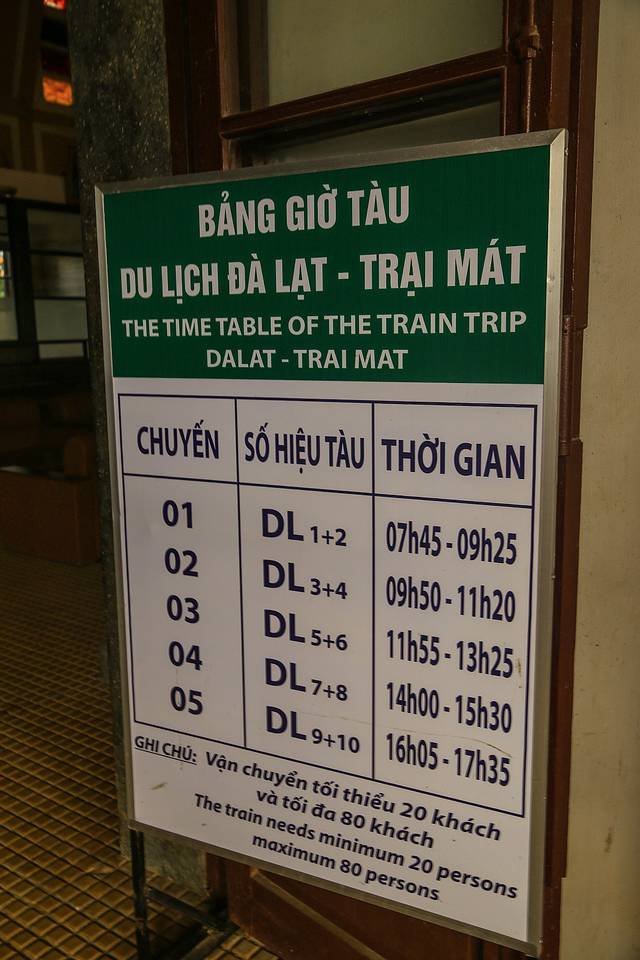 BẢNG GIỜ TÀU
DU LỊCH ĐÀ LẠT - TRẠI MÁT
THE TIME TABLE OF THE TRAIN TRIP
DALAT - TRAI MAT
CHUYẾN SỐ HIỆU TÀU THỜI GIAN
01 DL 1+2 07h45 - 09h25
02 DL 3+4 09h50 - 11h20
03 DL 5+6 11h55 - 13h25
04 DL 7+8 14h00 - 15h30
05 DL 9+10 16h05 - 17h35
GHI CHÚ: Vận chuyển tối thiểu 20 khách
và tối đa 80 khách
The train needs minimum 20 persons
maximum 80 persons